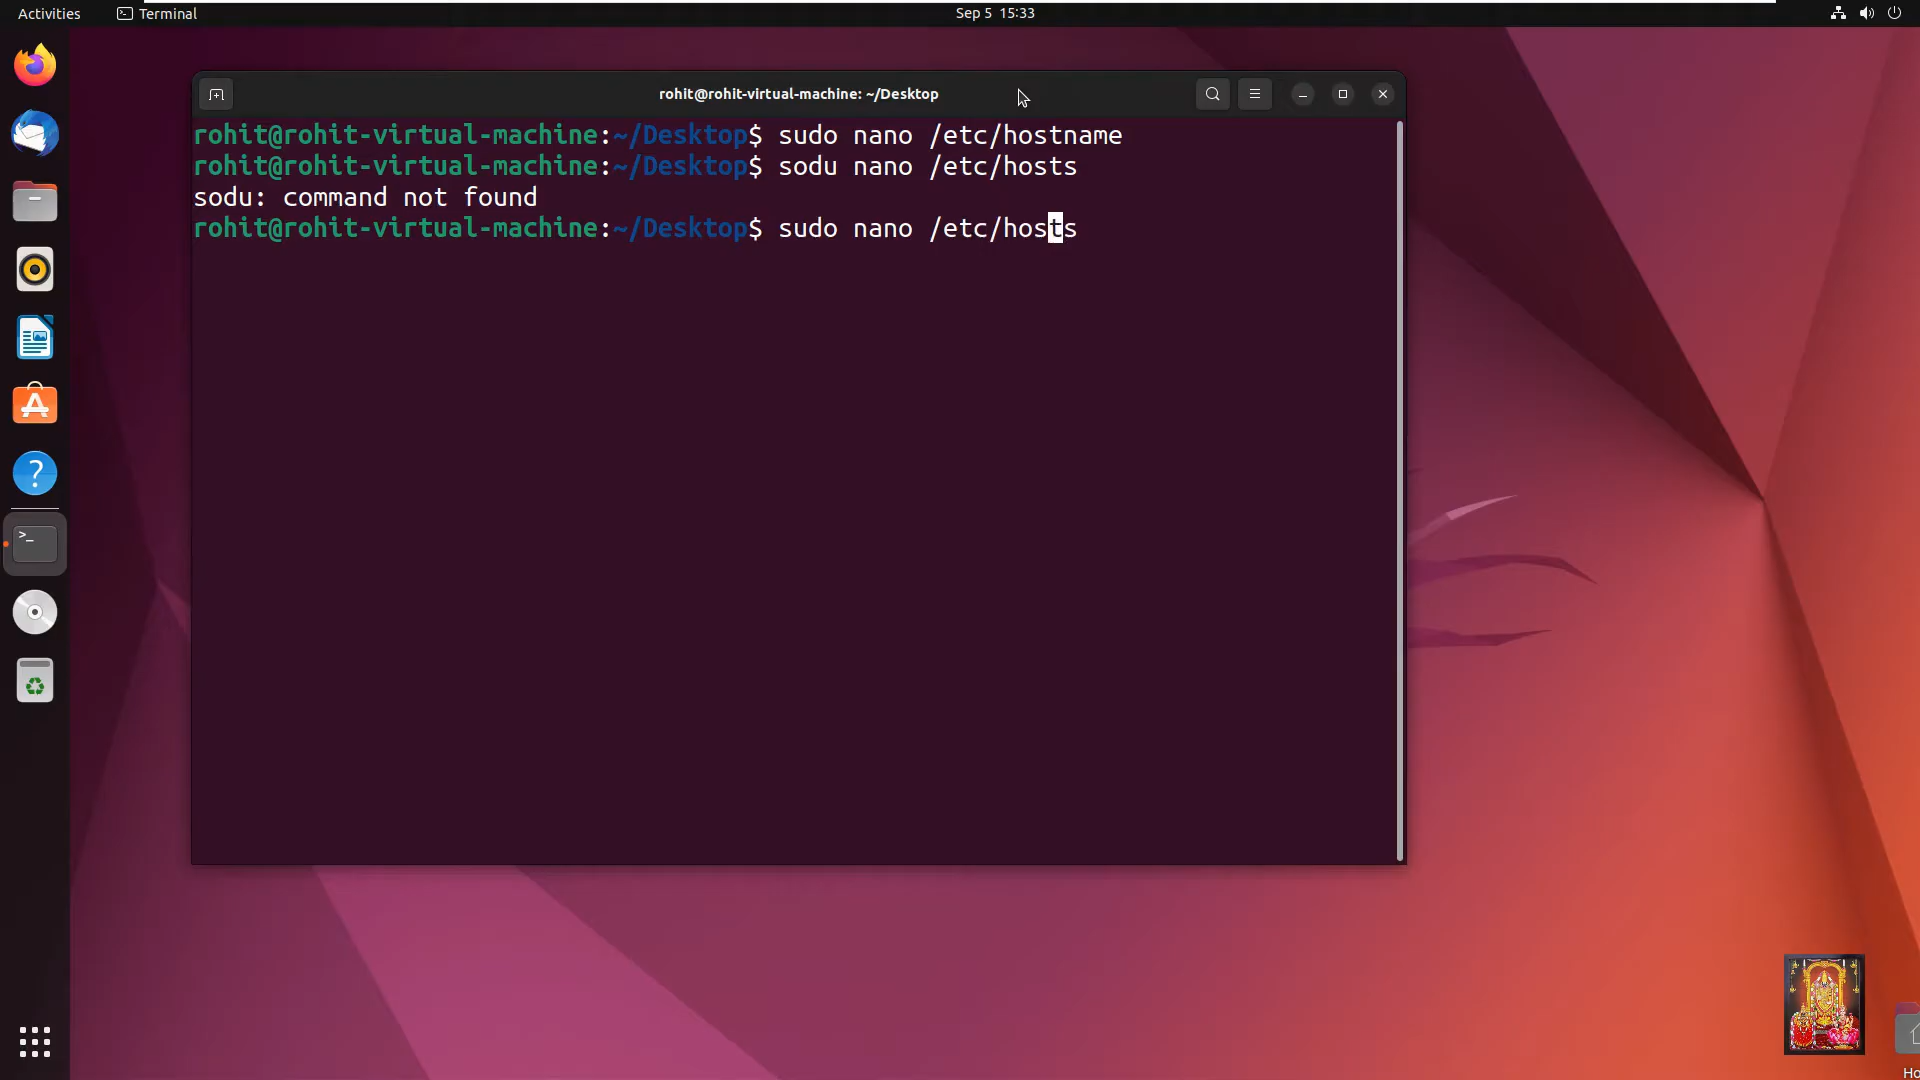 Activities Terminal Sep 5 15:33
rohit@rohit-virtual-machine: ~/Desktop
rohit@rohit-virtual-machine:~/Desktop$ sudo nano /etc/hostname
rohit@rohit-virtual-machine:~/Desktop$ sodu nano /etc/hosts
sodu: command not found
rohit@rohit-virtual-machine:~/Desktop$ sudo nano /etc/hosts
Ho